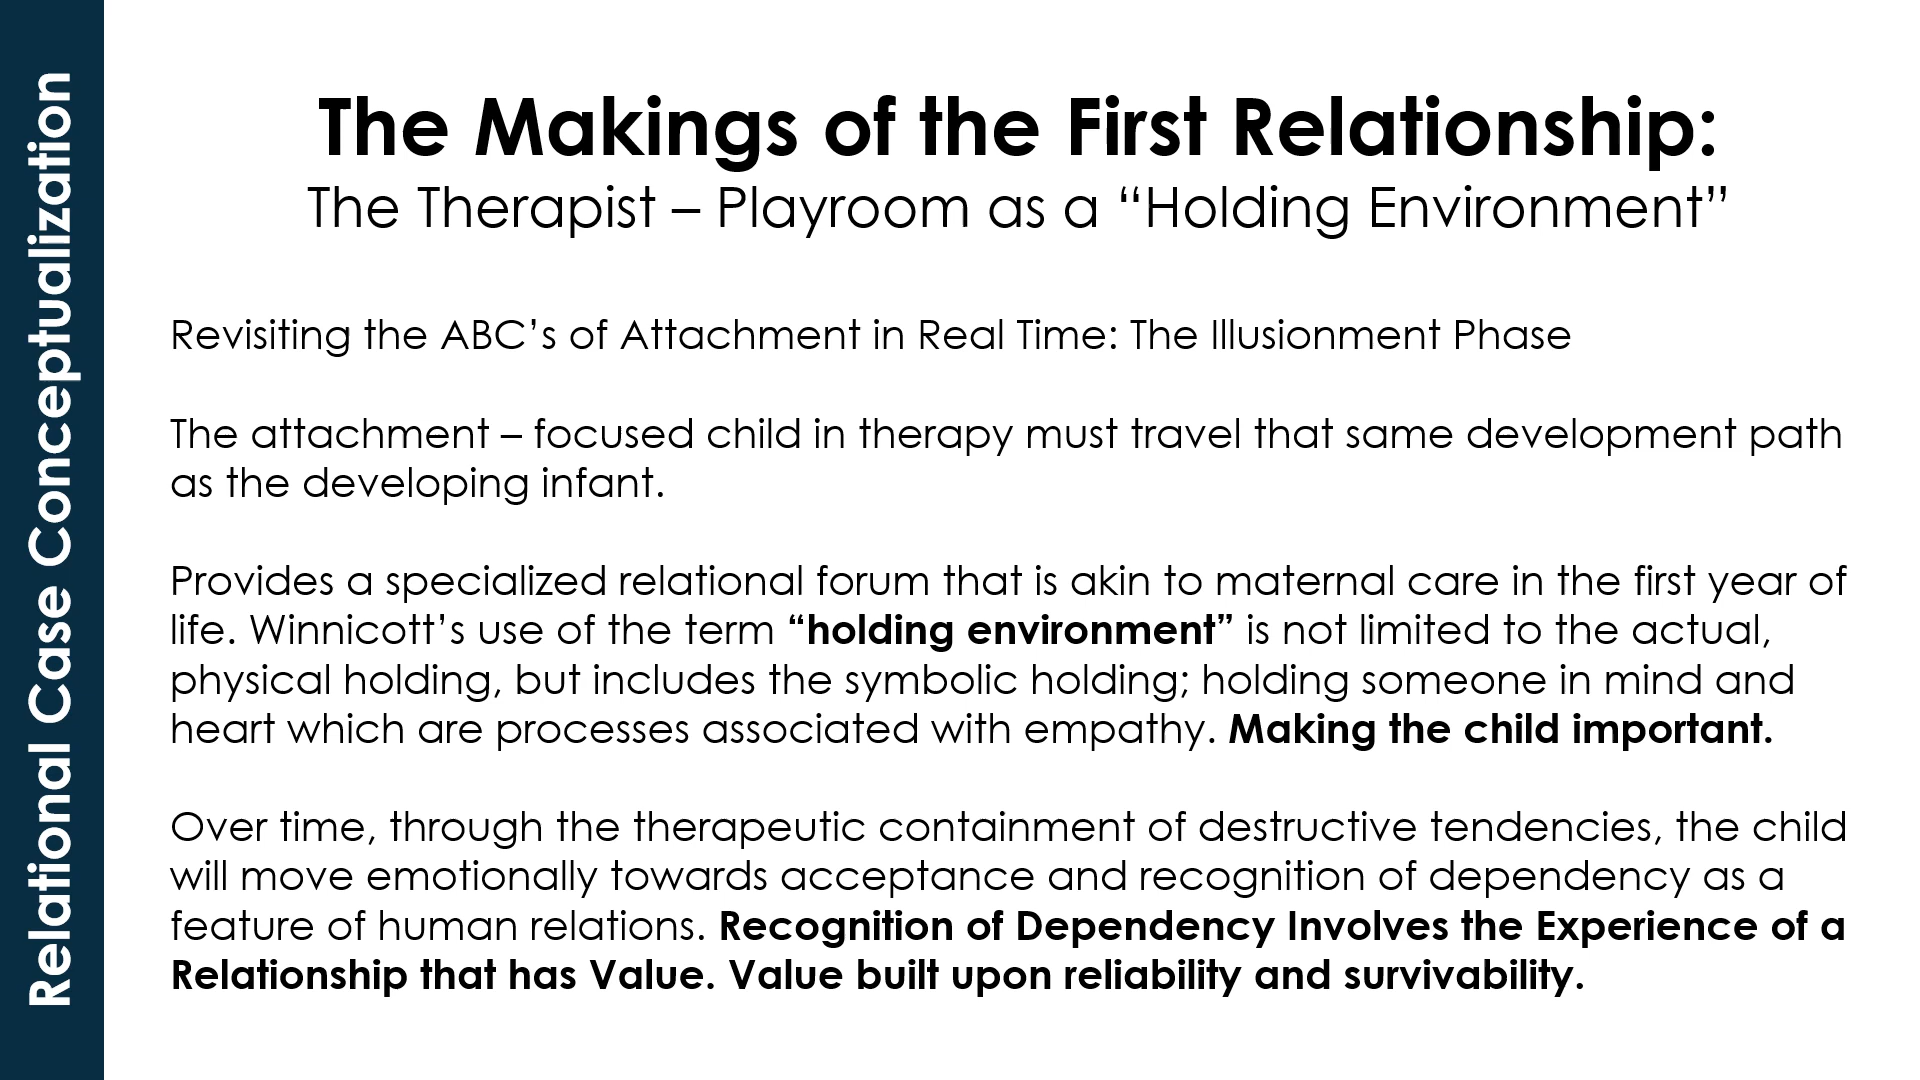 Relational Case Conceptualization
The Makings of the First Relationship:
The Therapist – Playroom as a “Holding Environment”
Revisiting the ABC’s of Attachment in Real Time: The Illusionment Phase
The attachment – focused child in therapy must travel that same development path
as the developing infant.
Provides a specialized relational forum that is akin to maternal care in the first year of
life. Winnicott’s use of the term “holding environment” is not limited to the actual,
physical holding, but includes the symbolic holding; holding someone in mind and
heart which are processes associated with empathy. Making the child important.
Over time, through the therapeutic containment of destructive tendencies, the child
will move emotionally towards acceptance and recognition of dependency as a
feature of human relations. Recognition of Dependency Involves the Experience of a
Relationship that has Value. Value built upon reliability and survivability.